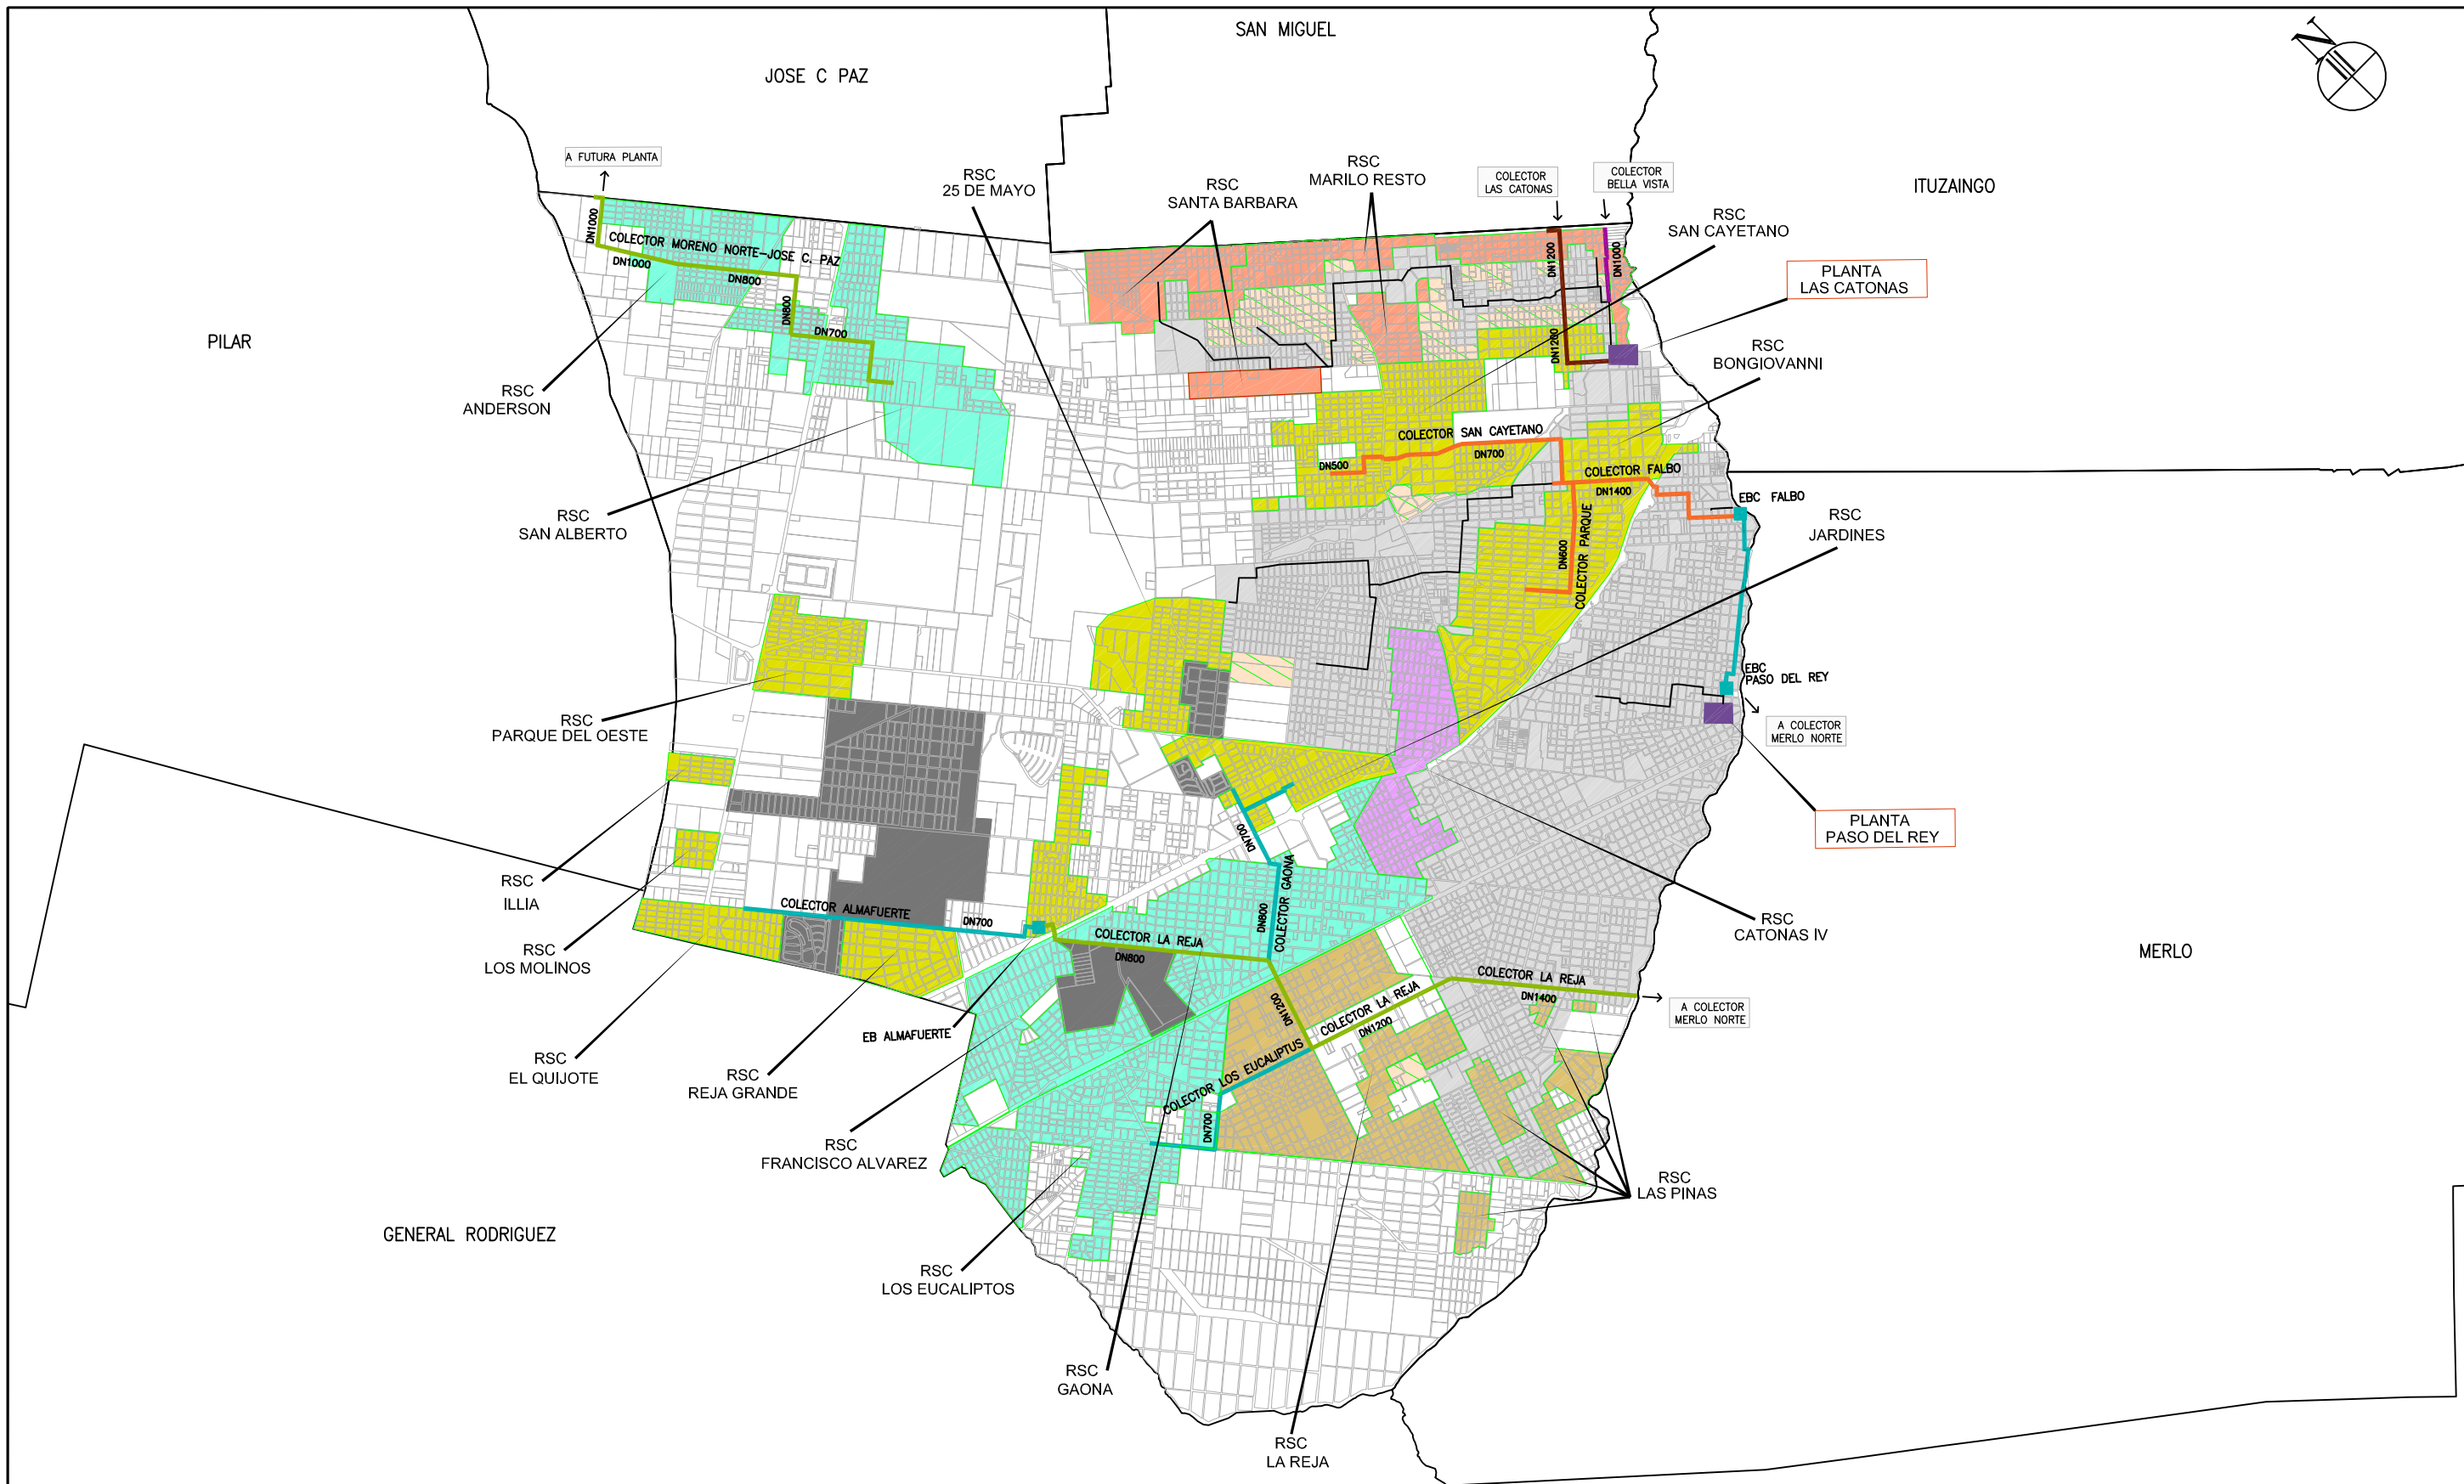 SAN MIGUEL
N
JOSE C PAZ
A FUTURA PLANTA
RSC
25 DE MAYO
RSC
SANTA BARBARA
RSC
MARILO RESTO
COLECTOR
LAS CATONAS
COLECTOR
BELLA VISTA
ITUZAINGO
RSC
SAN CAYETANO
DN1000
COLECTOR MORENO NORTE-JOSE C. PAZ
DN1000
DN800
DN800
DN700
DN1200
DN1000
DN1200
PLANTA
LAS CATONAS
PILAR
RSC
BONGIOVANNI
RSC
ANDERSON
COLECTOR SAN CAYETANO
DN500
DN700
COLECTOR FALBO
DN1400
EBC FALBO
RSC
SAN ALBERTO
RSC
JARDINES
DN600
COLECTOR PARQUE
EBC
PASO DEL REY
A COLECTOR
MERLO NORTE
RSC
PARQUE DEL OESTE
PLANTA
PASO DEL REY
DN700
COLECTOR GAONA
DN800
RSC
ILLIA
COLECTOR ALMAFUERTE
DN700
RSC
CATONAS IV
COLECTOR LA REJA
DN800
RSC
LOS MOLINOS
MERLO
COLECTOR LA REJA
DN1400
DN1200
COLECTOR LA REJA
DN1200
A COLECTOR
MERLO NORTE
EB ALMAFUERTE
RSC
EL QUIJOTE
RSC
REJA GRANDE
COLECTOR LOS EUCALIPTUS
DN700
RSC
FRANCISCO ALVAREZ
RSC
LAS PINAS
GENERAL RODRIGUEZ
RSC
LOS EUCALIPTOS
RSC
GAONA
RSC
LA REJA